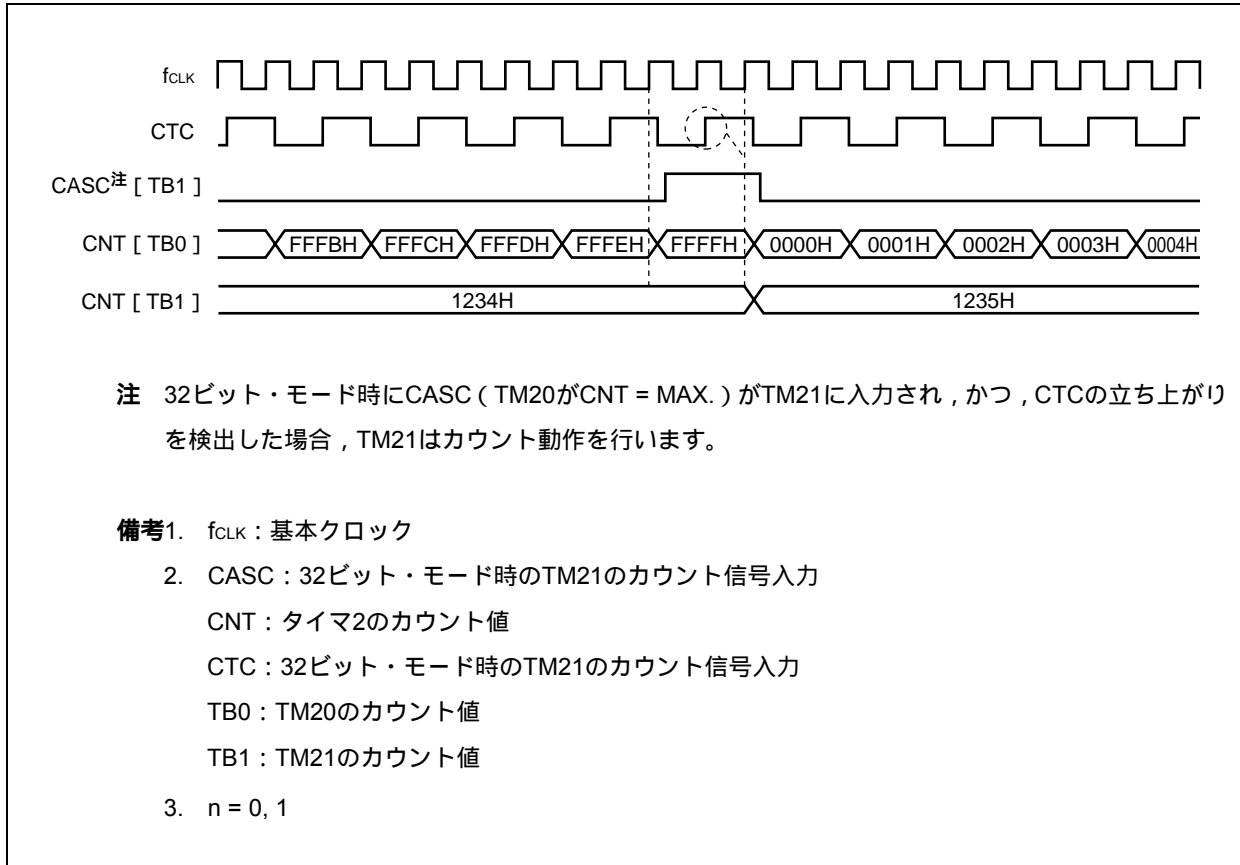 fCLK
CTC
CASC注［TB1］
CNT［TB0］ FFFBH FFFCH FFFDH FFFEH FFFFH 0000H 0001H 0002H 0003H 0004H
CNT［TB1］ 1234H 1235H
注 32ビット・モード時にCASC（TM20がCNT = MAX.）がTM21に入力され，かつ，CTCの立ち上がり
を検出した場合，TM21はカウント動作を行います。
備考1. fCLK：基本クロック
2. CASC：32ビット・モード時のTM21のカウント信号入力
CNT：タイマ2のカウント値
CTC：32ビット・モード時のTM21のカウント信号入力
TB0：TM20のカウント値
TB1：TM21のカウント値
3. n = 0, 1